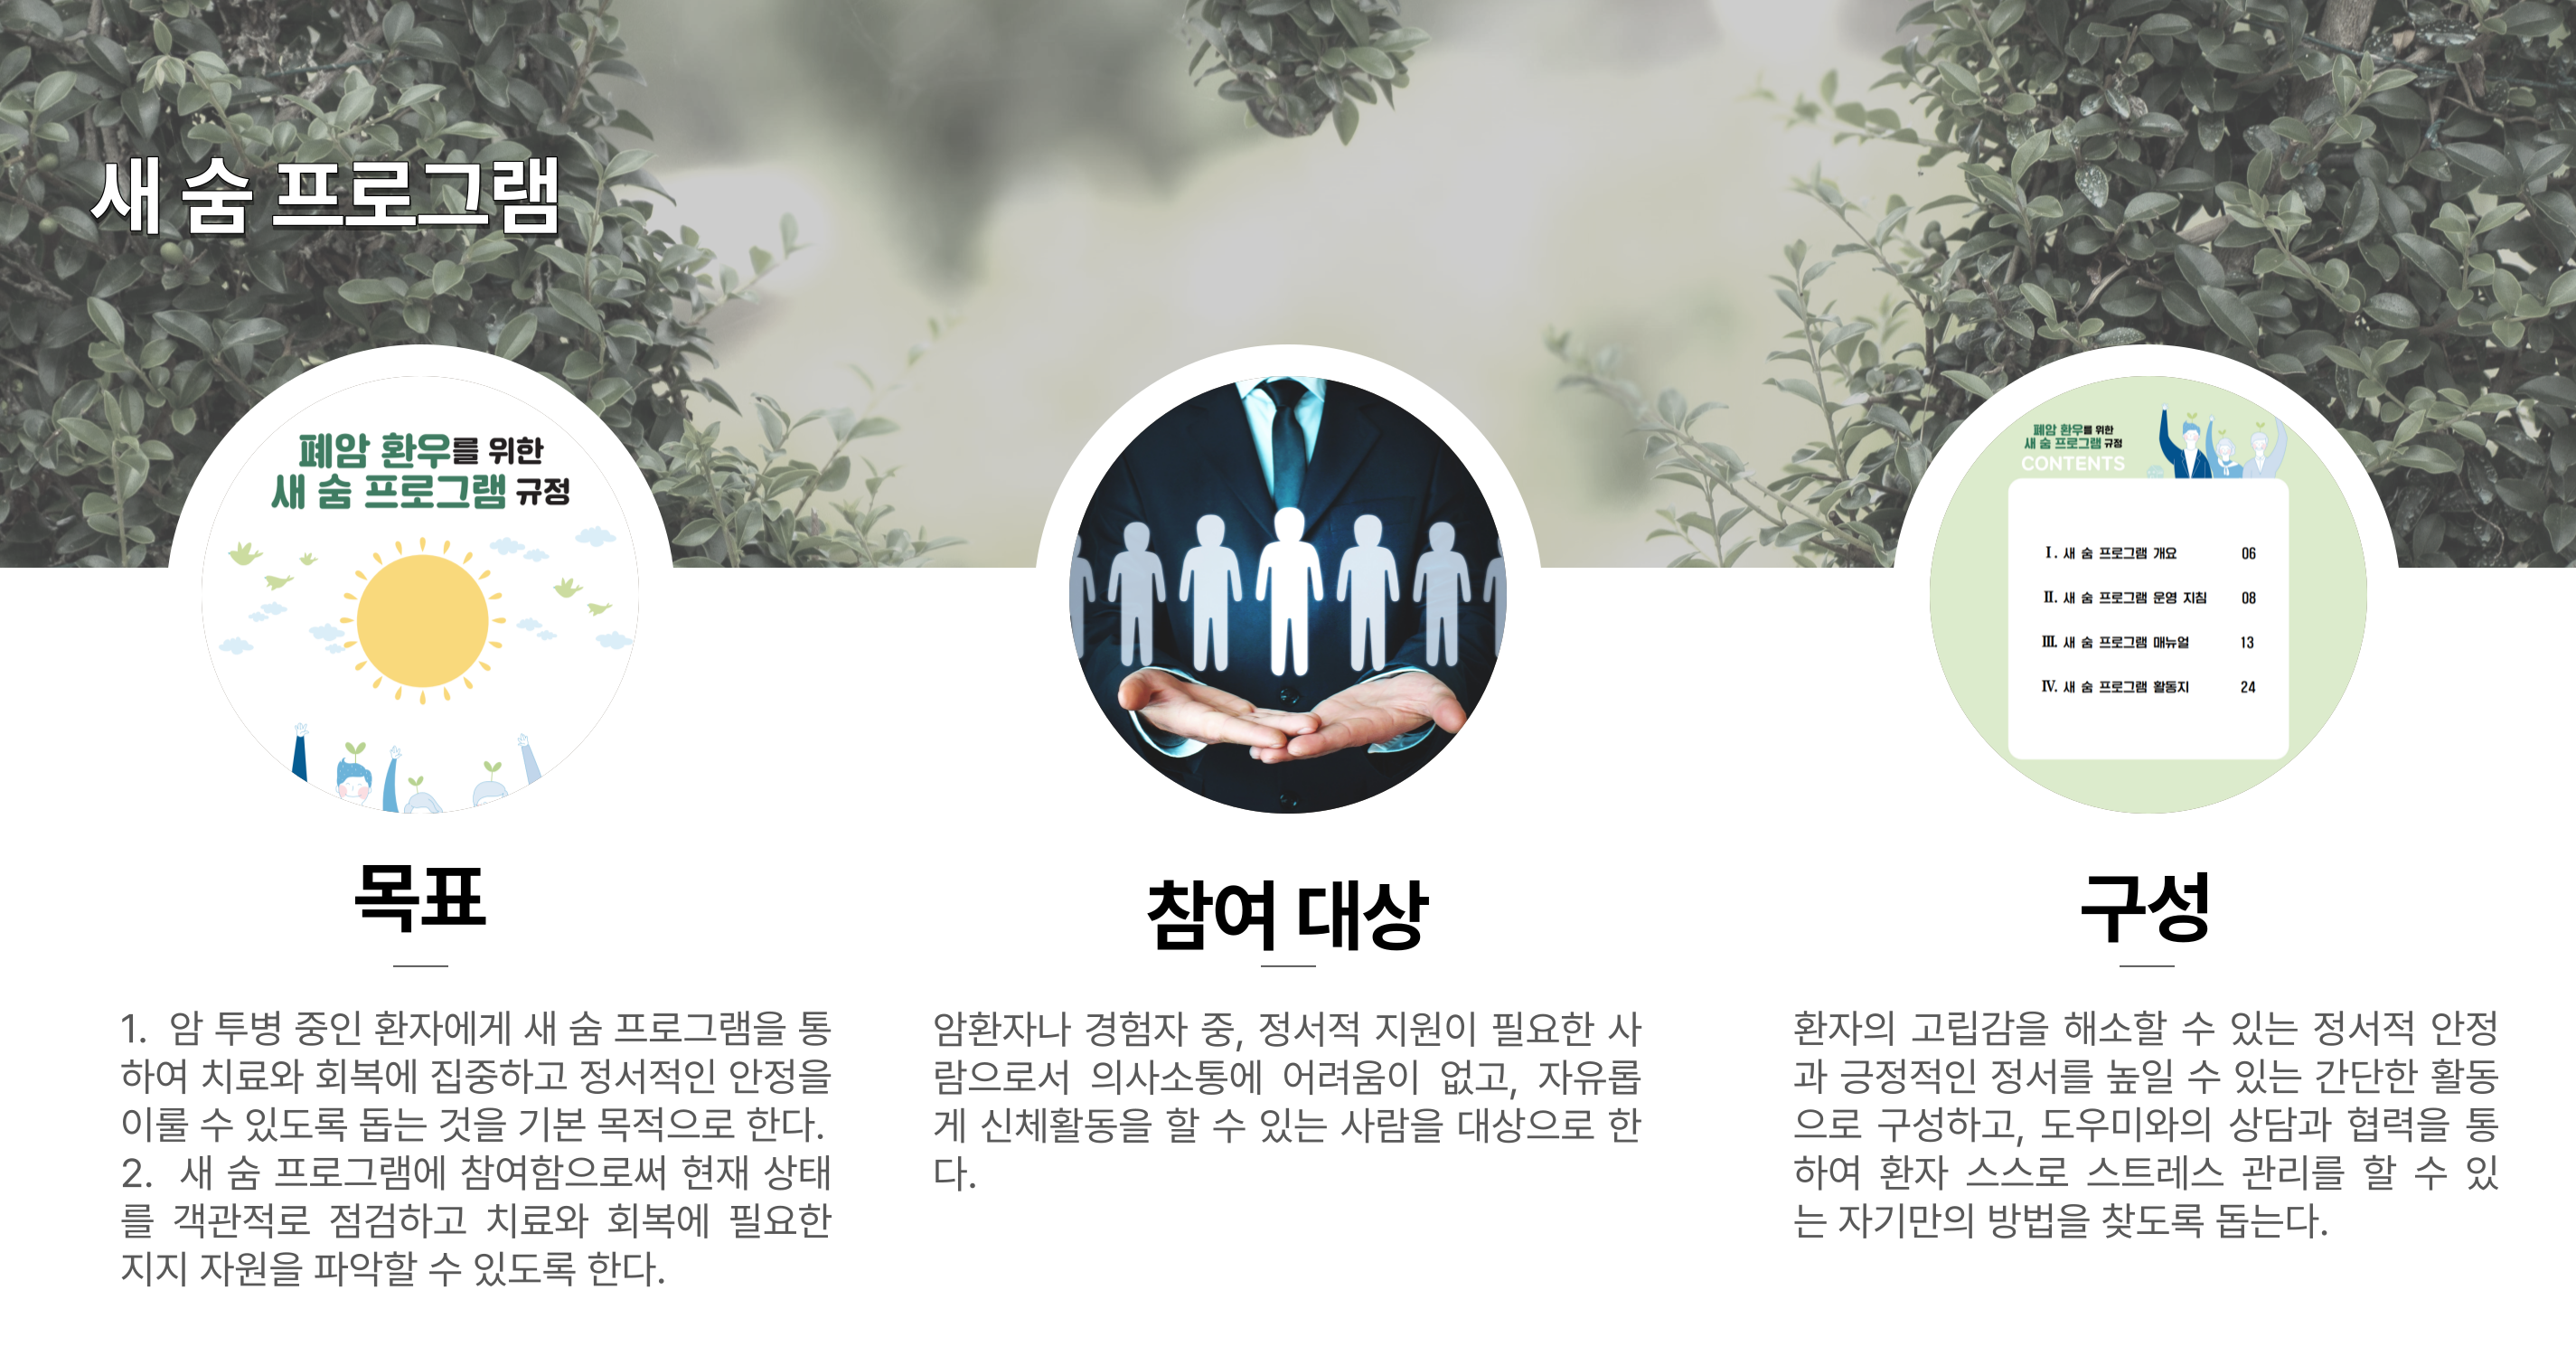 새 숨 프로그램
폐암 환우를 위한
새 숨 프로그램 규정
폐암 환우를 위한
새 숨 프로그램 규정
CONTENTS
Ⅰ. 새 숨 프로그램 개요 06
Ⅱ. 새 숨 프로그램 운영 지침 08
Ⅲ. 새 숨 프로그램 매뉴얼 13
Ⅳ. 새 숨 프로그램 활동지 24
목표
1. 암 투병 중인 환자에게 새 숨 프로그램을 통
하여 치료와 회복에 집중하고 정서적인 안정을
이룰 수 있도록 돕는 것을 기본 목적으로 한다.
2. 새 숨 프로그램에 참여함으로써 현재 상태
를 객관적로 점검하고 치료와 회복에 필요한
지지 자원을 파악할 수 있도록 한다.
참여 대상
암환자나 경험자 중, 정서적 지원이 필요한 사
람으로서 의사소통에 어려움이 없고, 자유롭
게 신체활동을 할 수 있는 사람을 대상으로 한
다.
구성
환자의 고립감을 해소할 수 있는 정서적 안정
과 긍정적인 정서를 높일 수 있는 간단한 활동
으로 구성하고, 도우미와의 상담과 협력을 통
하여 환자 스스로 스트레스 관리를 할 수 있
는 자기만의 방법을 찾도록 돕는다.